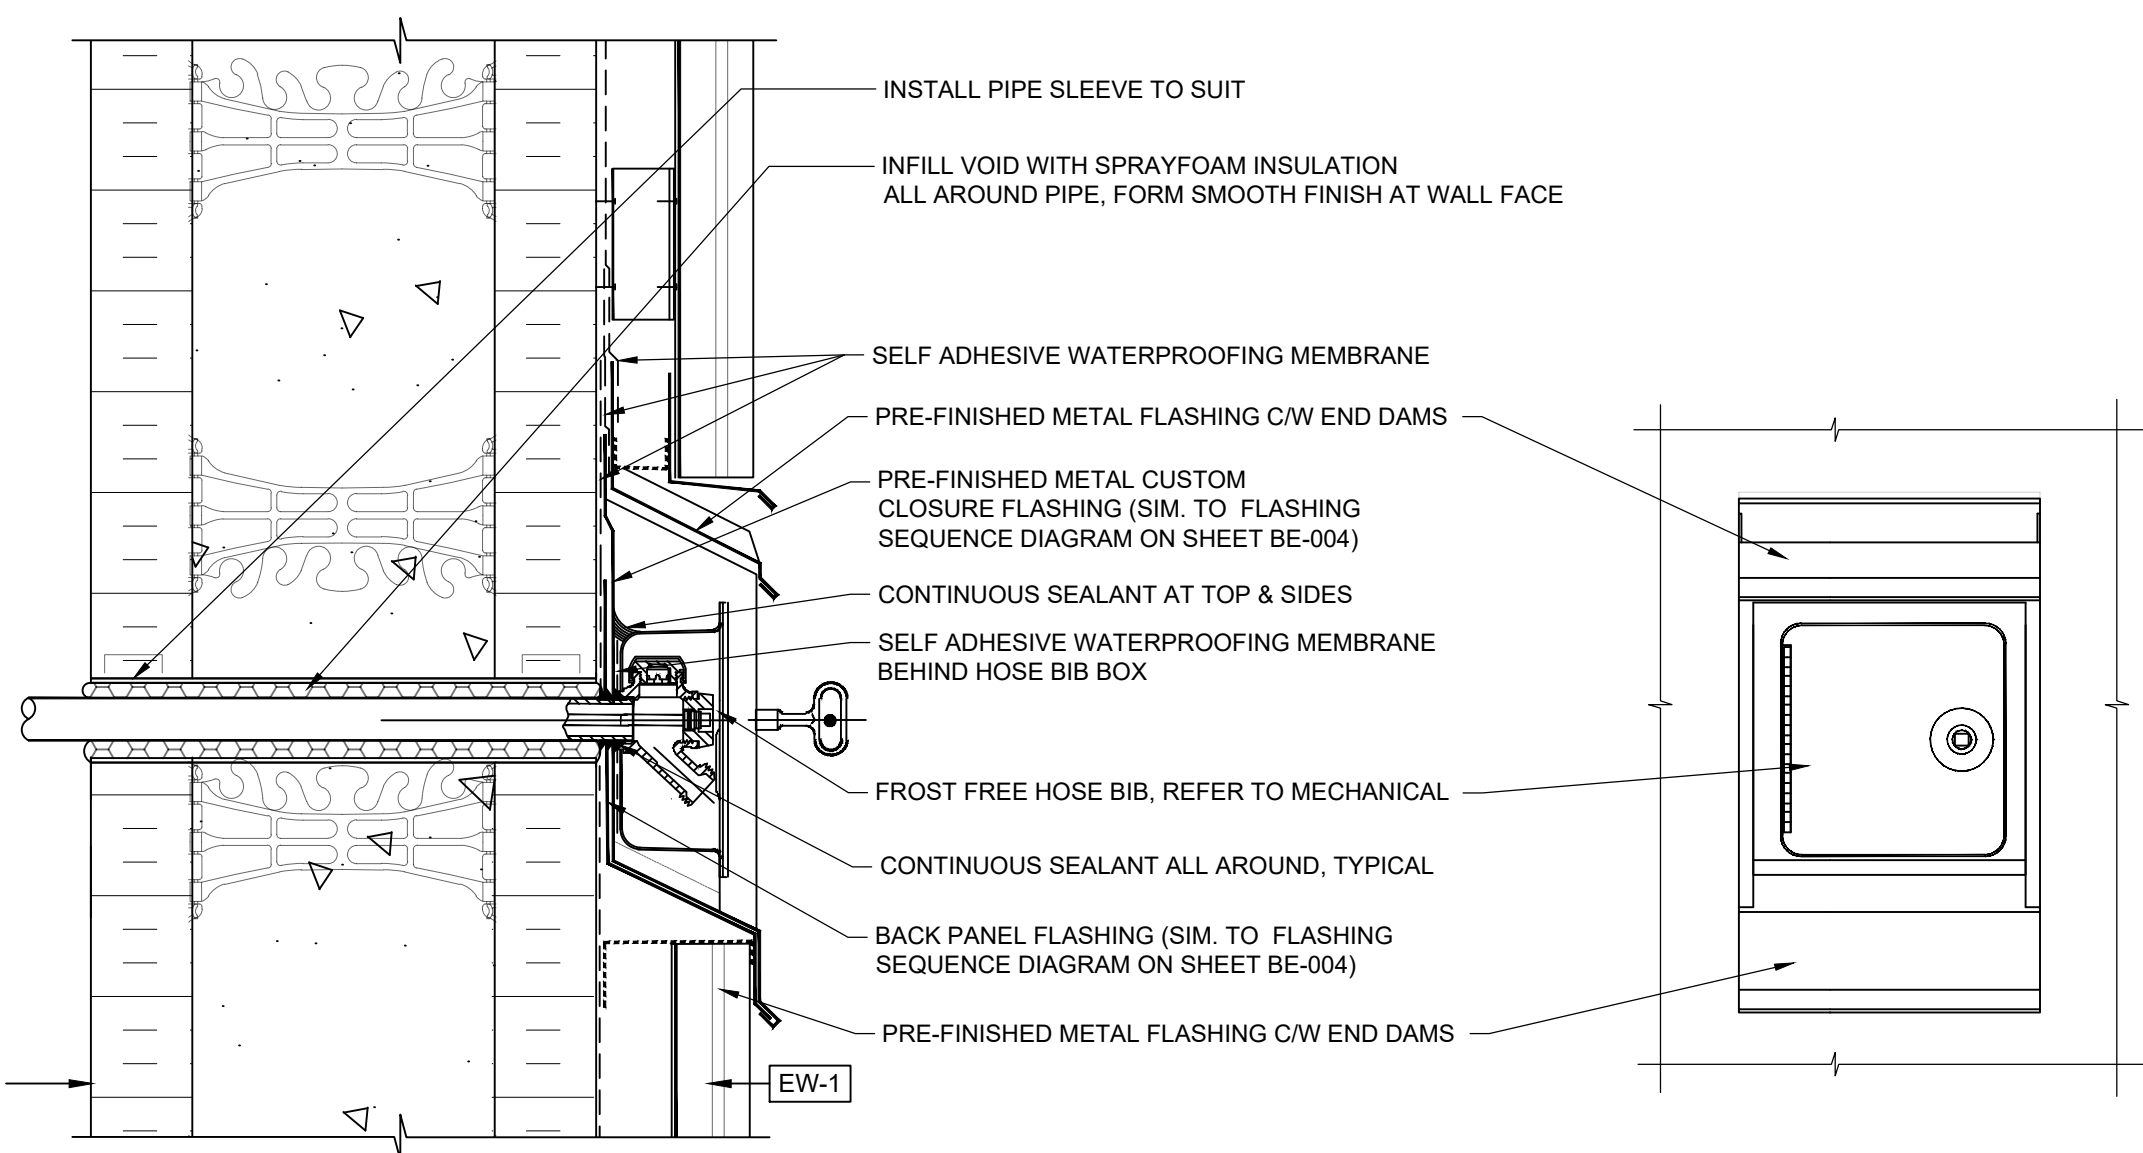 INSTALL PIPE SLEEVE TO SUIT
INFILL VOID WITH SPRAYFOAM INSULATION
ALL AROUND PIPE, FORM SMOOTH FINISH AT WALL FACE
SELF ADHESIVE WATERPROOFING MEMBRANE
PRE-FINISHED METAL FLASHING C/W END DAMS
PRE-FINISHED METAL CUSTOM
CLOSURE FLASHING (SIM. TO FLASHING
SEQUENCE DIAGRAM ON SHEET BE-004)
CONTINUOUS SEALANT AT TOP & SIDES
SELF ADHESIVE WATERPROOFING MEMBRANE
BEHIND HOSE BIB BOX
FROST FREE HOSE BIB, REFER TO MECHANICAL
CONTINUOUS SEALANT ALL AROUND, TYPICAL
BACK PANEL FLASHING (SIM. TO FLASHING
SEQUENCE DIAGRAM ON SHEET BE-004)
PRE-FINISHED METAL FLASHING C/W END DAMS
EW-1